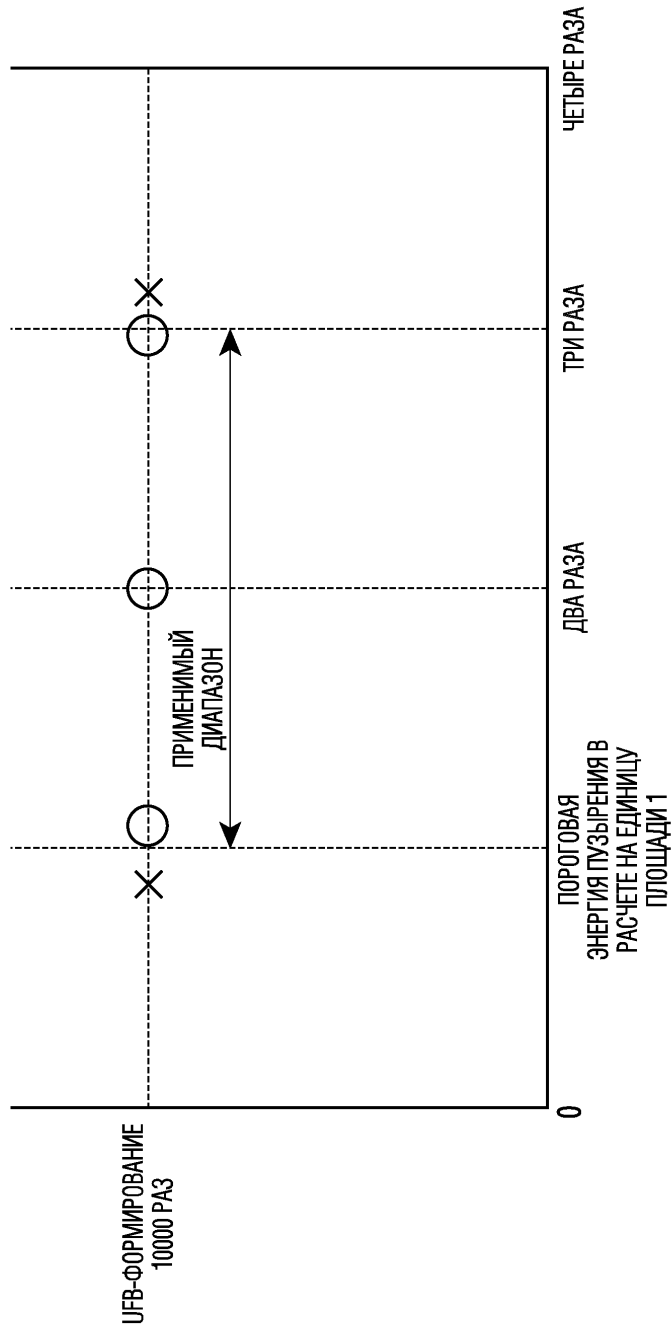 UFB-ФОРМИРОВАНИЕ
10000 РАЗ
ПРИМЕНИМЫЙ
ДИАПАЗОН
0
ПОРОГОВАЯ
ЭНЕРГИЯ ПУЗЫРЕНИЯ В
РАСЧЕТЕ НА ЕДИНИЦУ
ПЛОЩАДИ 1
ДВА РАЗА
ТРИ РАЗА
ЧЕТЫРЕ РАЗА